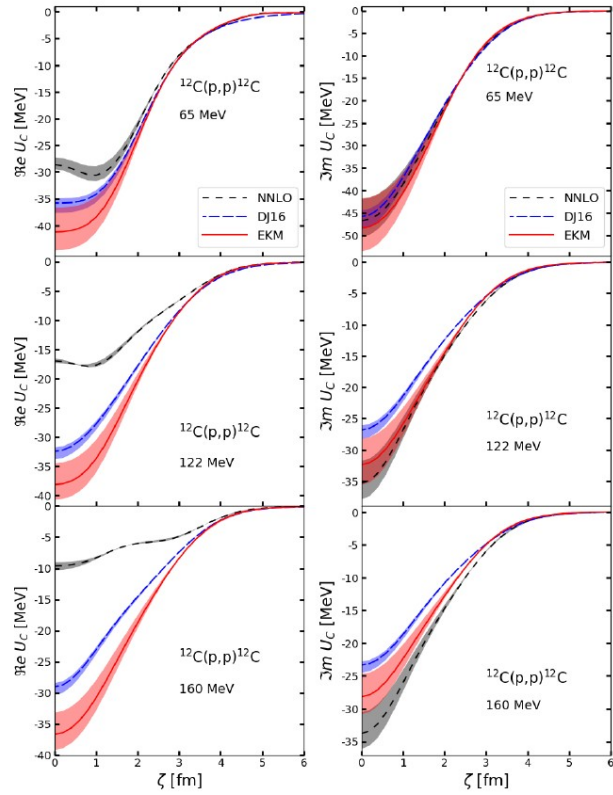 0
-5
-10
-15
-20
-25
-30
-35
-40
ℜe U_C [MeV]
¹²C(p,p)¹²C
65 MeV
NNLO
DJ16
EKM
0
-5
-10
-15
-20
-25
-30
-35
-40
-45
-50
ℑm U_C [MeV]
¹²C(p,p)¹²C
65 MeV
NNLO
DJ16
EKM
0
-5
-10
-15
-20
-25
-30
-35
-40
ℜe U_C [MeV]
¹²C(p,p)¹²C
122 MeV
0
-5
-10
-15
-20
-25
-30
-35
ℑm U_C [MeV]
¹²C(p,p)¹²C
122 MeV
0
-5
-10
-15
-20
-25
-30
-35
-40
ℜe U_C [MeV]
¹²C(p,p)¹²C
160 MeV
0 1 2 3 4 5 6
ζ [fm]
0
-5
-10
-15
-20
-25
-30
-35
ℑm U_C [MeV]
¹²C(p,p)¹²C
160 MeV
0 1 2 3 4 5 6
ζ [fm]